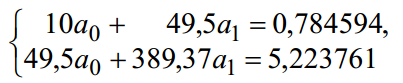 10a₀ + 49,5a₁ = 0,784594,
49,5a₀ + 389,37a₁ = 5,223761